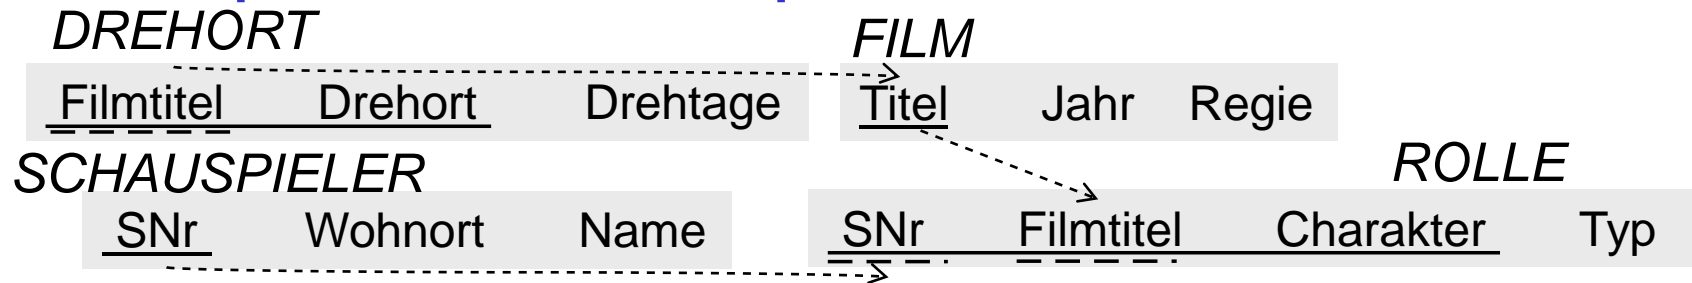 DREHORT FILM
Filmtitel Drehort Drehtage Titel Jahr Regie
SCHAUSPIELER ROLLE
SNr Wohnort Name SNr Filmtitel Charakter Typ